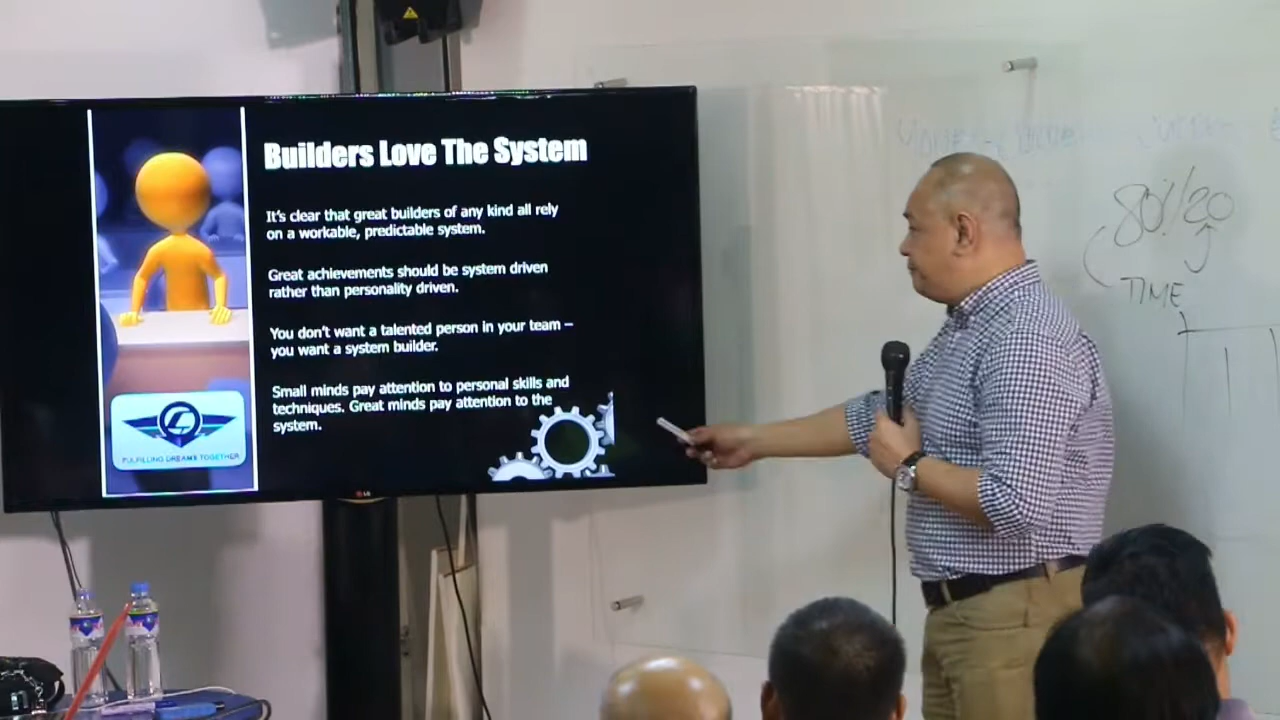 Builders Love The System
It's clear that great builders of any kind all rely
on a workable, predictable system.
Great achievements should be system driven
rather than personality driven.
You don't want a talented person in your team –
you want a system builder.
Small minds pay attention to personal skills and
techniques. Great minds pay attention to the
system.
FULFILLING DREAMS TOGETHER
LG
80/20
TIME